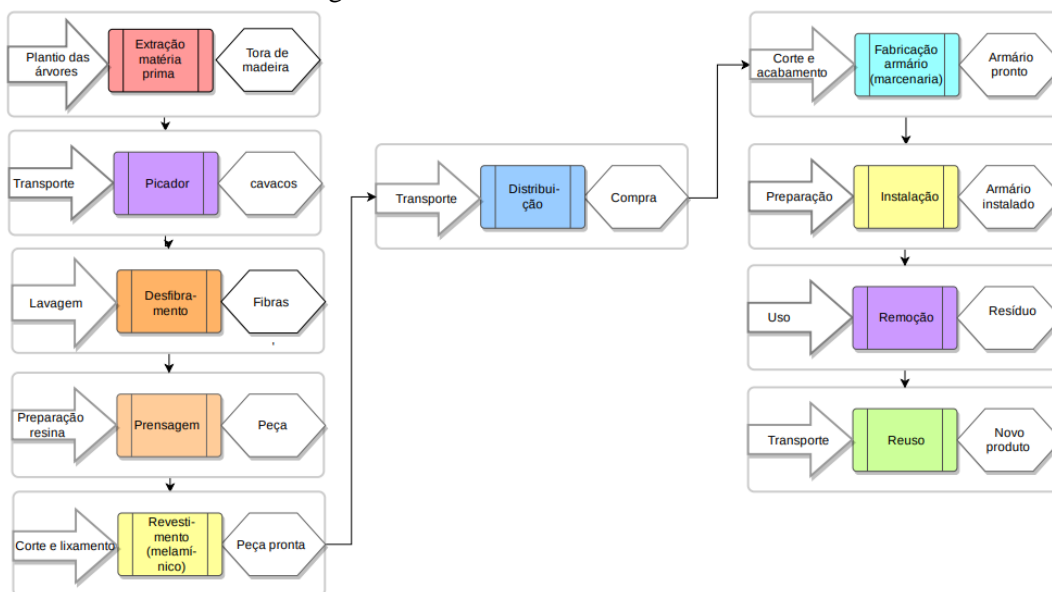 Plantio das
árvores
Extração
matéria
prima
Tora de
madeira
Transporte
Picador
cavacos
Lavagem
Desfibra-
mento
Fibras
Preparação
resina
Prensagem
Peça
Corte e lixamento
Revesti-
mento
(melamí-
nico)
Peça pronta
Transporte
Distribui-
ção
Compra
Corte e
acabamento
Fabricação
armário
(marcenaria)
Armário
pronto
Preparação
Instalação
Armário
instalado
Uso
Remoção
Resíduo
Transporte
Reuso
Novo
produto